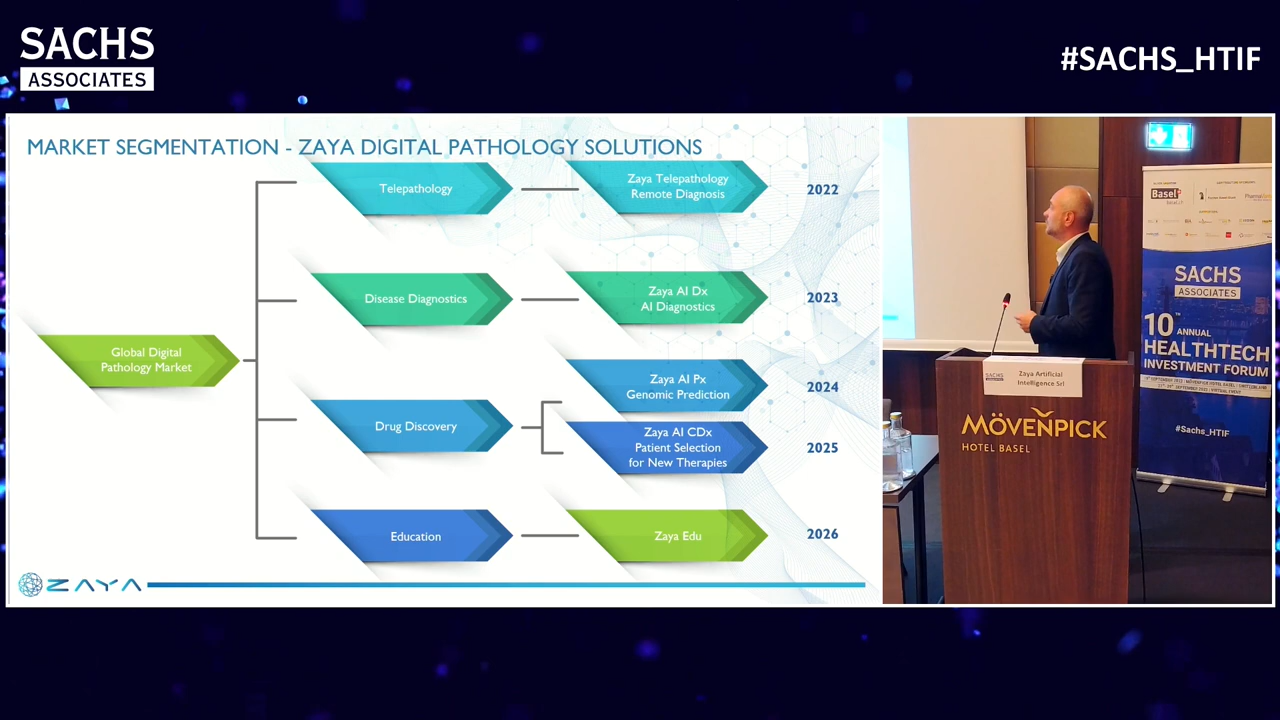 SACHS
ASSOCIATES
#SACHS_HTIF
MARKET SEGMENTATION - ZAYA DIGITAL PATHOLOGY SOLUTIONS
Telepathology
Zaya Telepathology
Remote Diagnosis
2022
Disease Diagnostics
Zaya AI Dx
AI Diagnostics
2023
Global Digital
Pathology Market
Zaya AI Px
Genomic Prediction
2024
Drug Discovery
Zaya AI CDx
Patient Selection
for New Therapies
2025
Education
Zaya Edu
2026
ZAYA
Basel
SACHS
ASSOCIATES
10TH ANNUAL
HEALTHTECH
INVESTMENT FORUM
#Sachs_HTIF
SACHS
Zaya Artificial
Intelligence Srl
MÖVENPICK
HOTEL BASEL